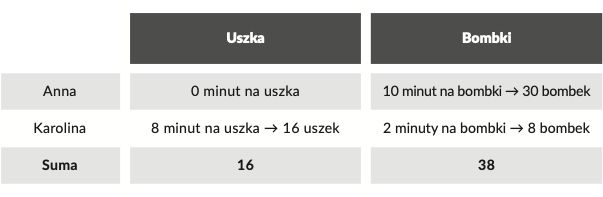 Uszka Bombki
Anna 0 minut na uszka 10 minut na bombki → 30 bombek
Karolina 8 minut na uszka → 16 uszek 2 minuty na bombki → 8 bombek
Suma 16 38